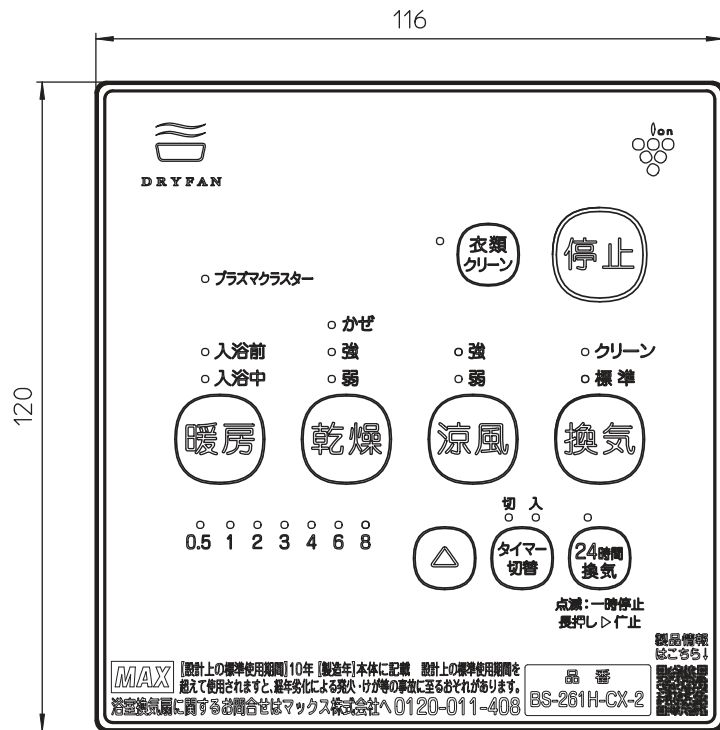 116
120
DRYFAN
ion
衣類
クリーン
停止
プラズマクラスター
かぜ
入浴前
強
強
クリーン
入浴中
弱
弱
標準
暖房
乾燥
涼風
換気
切 入
0.5 1 2 3 4 6 8
タイマー
切替
24時間
換気
点滅:一時停止
長押し▷停止
製品情報
はこちら!
MAX
【設計上の標準使用期間】10年 【製造年】本体に記載 設計上の標準使用期間を
超えて使用されますと、経年劣化による発火・けが等の事故に至るおそれがあります。
浴室換気扇に関するお問合せはマックス株式会社へ 0120-011-408
品番
BS-261H-CX-2